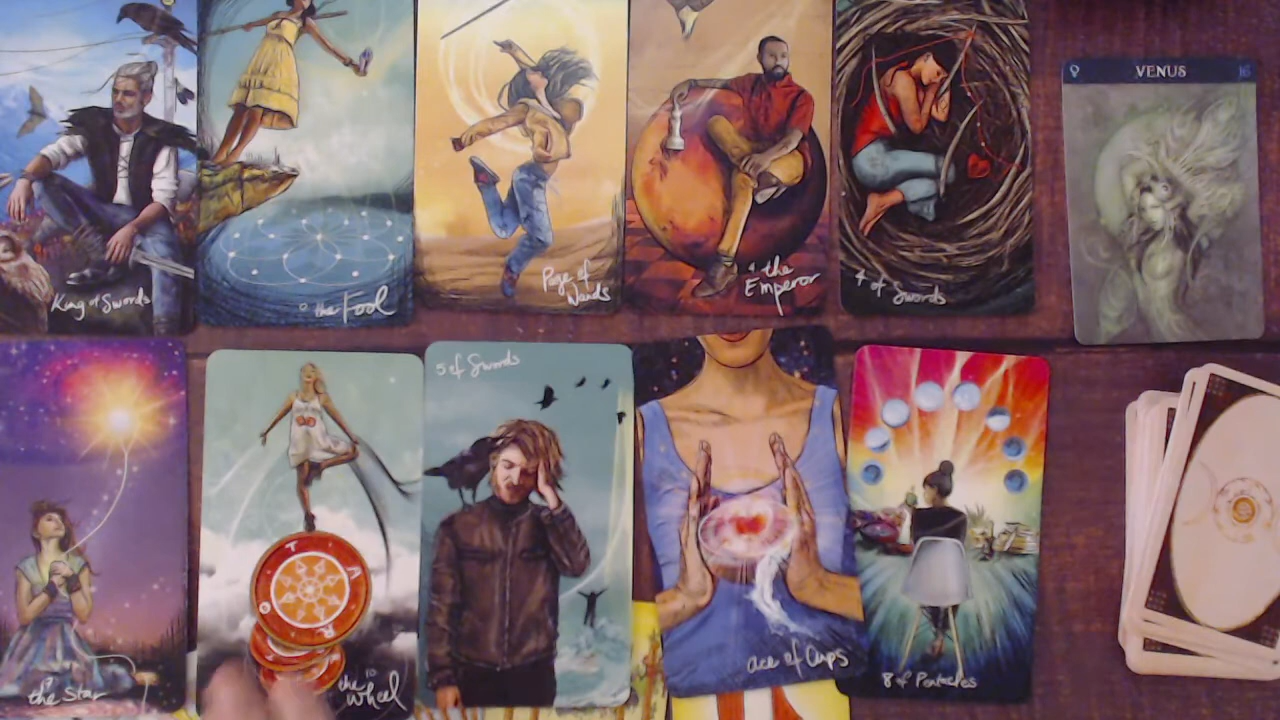 King of Swords
0 the Fool
Page of
Wands
4 the
Emperor
4 of Swords
VENUS 16
the Star
T A R O
10
the Wheel
5 of Swords
ace of Cups
8 of Pentacles